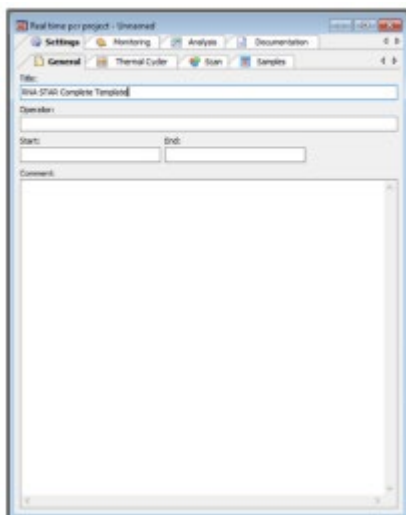 Real time pcr project - Unnamed
Settings Monitoring Analysis Documentation
General Thermal Cycler Scan Samples
Title:
RNA STAR Complete Template
Operator:
Start: End:
Comment: